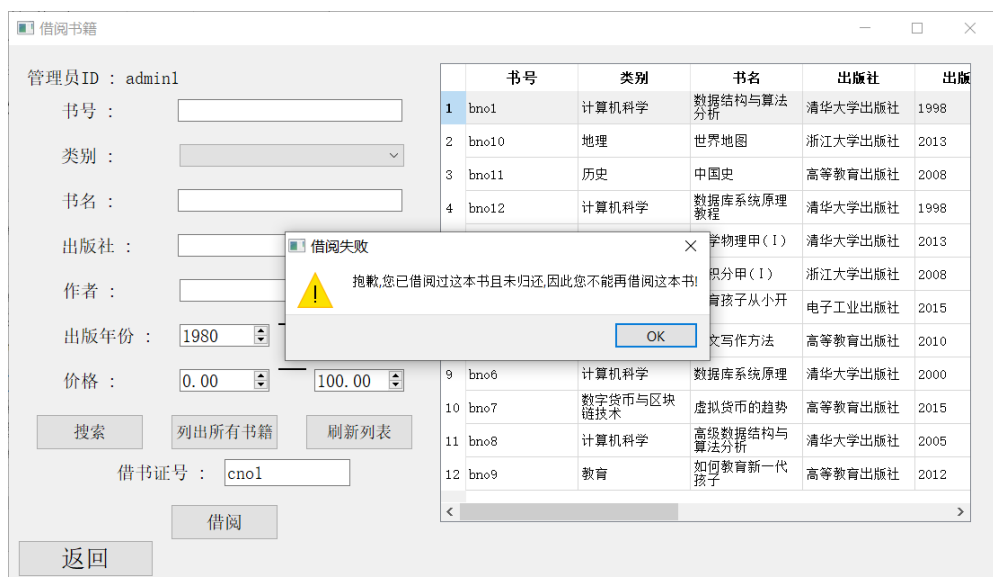 借阅书籍
管理员ID : admin1
书号 :
类别 :
书名 :
出版社 :
作者 :
出版年份 : 1980
价格 : 0.00 — 100.00
搜索 列出所有书籍 刷新列表
借书证号 : cno1
借阅
返回
书号 类别 书名 出版社 出版
1 bno1 计算机科学 数据结构与算法
分析 清华大学出版社 1998
2 bno10 地理 世界地图 浙江大学出版社 2013
3 bno11 历史 中国史 高等教育出版社 2008
4 bno12 计算机科学 数据库系统原理
教程 清华大学出版社 1998
学物理甲(I) 清华大学出版社 2013
积分甲(I) 浙江大学出版社 2008
育孩子从小开 电子工业出版社 2015
文写作方法 高等教育出版社 2010
9 bno6 计算机科学 数据库系统原理 清华大学出版社 2000
10 bno7 数字货币与区块
链技术 虚拟货币的趋势 高等教育出版社 2015
11 bno8 计算机科学 高级数据结构与
算法分析 清华大学出版社 2005
12 bno9 教育 如何教育新一代
孩子 高等教育出版社 2012
借阅失败
抱歉,您已借阅过这本书且未归还,因此您不能再借阅这本书!
OK